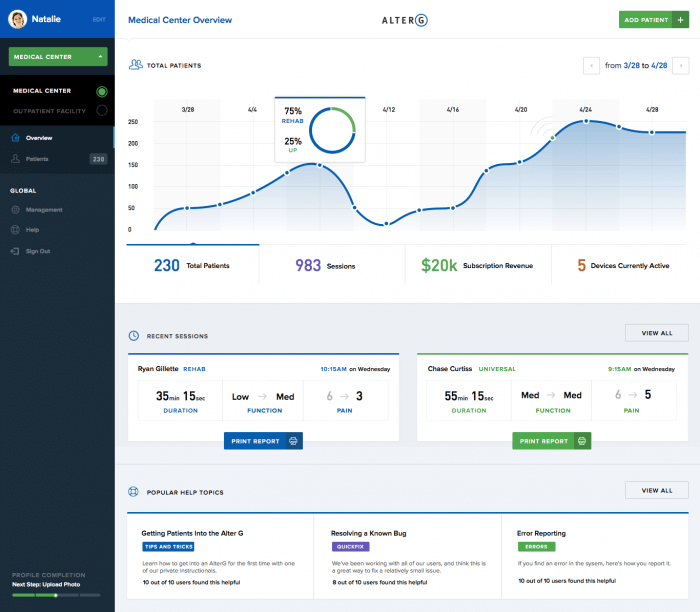 Natalie
EDIT
Medical Center Overview
ALTERG
ADD PATIENT +
MEDICAL CENTER
MEDICAL CENTER
OUTPATIENT FACILITY
Overview
Patients 238
GLOBAL
Management
Help
Sign Out
PROFILE COMPLETION
Next Step: Upload Photo
TOTAL PATIENTS
from 3/28 to 4/28
3/28 4/4 4/12 4/16 4/20 4/24 4/28
75%
REHAB
25%
UP
250
200
150
100
50
0
230 Total Patients
983 Sessions
$20k Subscription Revenue
5 Devices Currently Active
RECENT SESSIONS
VIEW ALL
Ryan Gillette REHAB 10:15AM on Wednesday
35min 15sec
DURATION
Low → Med
FUNCTION
6 → 3
PAIN
PRINT REPORT
Chase Curtiss UNIVERSAL 9:15AM on Wednesday
55min 15sec
DURATION
Med → Med
FUNCTION
6 → 5
PAIN
PRINT REPORT
POPULAR HELP TOPICS
VIEW ALL
Getting Patients Into the Alter G
TIPS AND TRICKS
Learn how to get into an AlterG for the first time with one
of our private instructionals.
10 out of 10 users found this helpful
Resolving a Known Bug
QUICKFIX
We've been working with all of our users, and think this is
a great way to fix a relatively small issue.
8 out of 10 users found this helpful
Error Reporting
ERRORS
If you find an error in the sysem, here's how you report it.
10 out of 10 users found this helpful